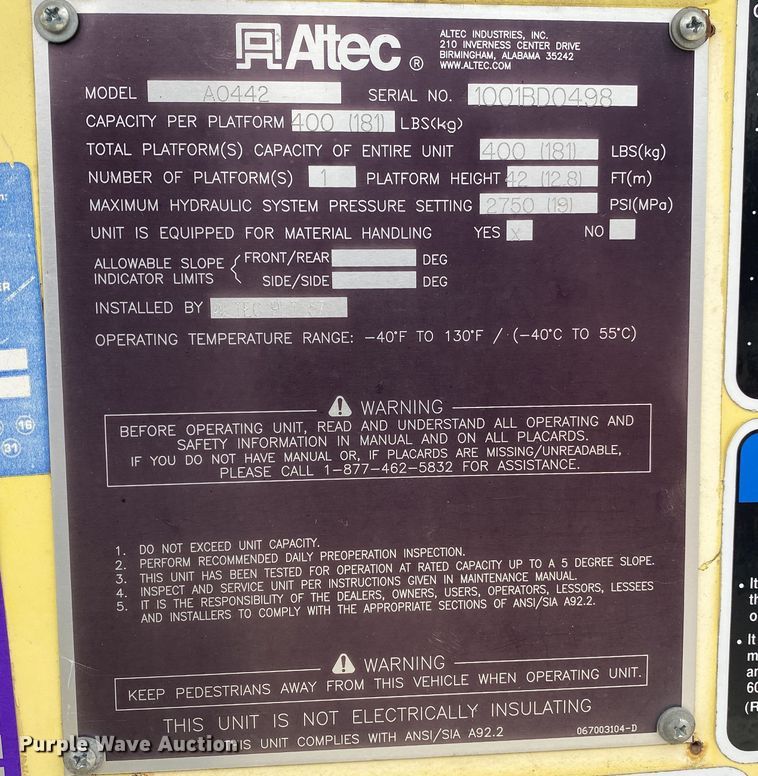 Altec ®
ALTEC INDUSTRIES, INC.
210 INVERNESS CENTER DRIVE
BIRMINGHAM, ALABAMA 35242
WWW.ALTEC.COM
MODEL A0442 SERIAL NO. 1001BD0498
CAPACITY PER PLATFORM 400 (181) LBS(kg)
TOTAL PLATFORM(S) CAPACITY OF ENTIRE UNIT 400 (181) LBS(kg)
NUMBER OF PLATFORM(S) 1 PLATFORM HEIGHT 42 (12.8) FT(m)
MAXIMUM HYDRAULIC SYSTEM PRESSURE SETTING 2750 (19) PSI(MPa)
UNIT IS EQUIPPED FOR MATERIAL HANDLING YES X NO
ALLOWABLE SLOPE INDICATOR LIMITS { FRONT/REAR DEG
SIDE/SIDE DEG
INSTALLED BY
OPERATING TEMPERATURE RANGE: -40°F TO 130°F / (-40°C TO 55°C)
⚠ WARNING
BEFORE OPERATING UNIT, READ AND UNDERSTAND ALL OPERATING AND
SAFETY INFORMATION IN MANUAL AND ON ALL PLACARDS.
IF YOU DO NOT HAVE MANUAL OR, IF PLACARDS ARE MISSING/UNREADABLE,
PLEASE CALL 1-877-462-5832 FOR ASSISTANCE.
1. DO NOT EXCEED UNIT CAPACITY.
2. PERFORM RECOMMENDED DAILY PREOPERATION INSPECTION.
3. THIS UNIT HAS BEEN TESTED FOR OPERATION AT RATED CAPACITY UP TO A 5 DEGREE SLOPE.
4. INSPECT AND SERVICE UNIT PER INSTRUCTIONS GIVEN IN MAINTENANCE MANUAL.
5. IT IS THE RESPONSIBILITY OF THE DEALERS, OWNERS, USERS, OPERATORS, LESSORS, LESSEES
AND INSTALLERS TO COMPLY WITH THE APPROPRIATE SECTIONS OF ANSI/SIA A92.2.
⚠ WARNING
KEEP PEDESTRIANS AWAY FROM THIS VEHICLE WHEN OPERATING UNIT.
THIS UNIT IS NOT ELECTRICALLY INSULATING
THIS UNIT COMPLIES WITH ANSI/SIA A92.2 067003104-D
Purple Wave Auction
16
31
• It
• It
60
(R